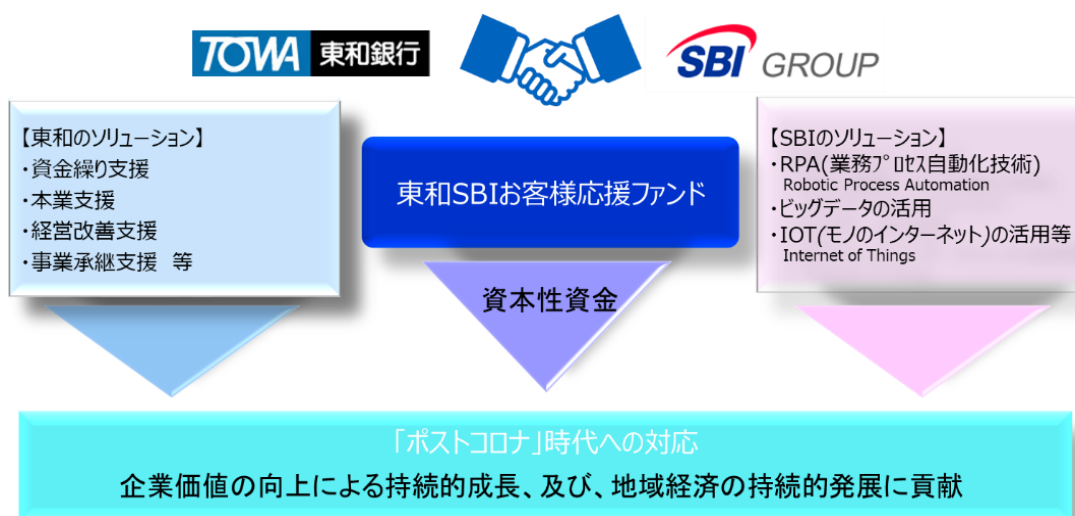 TOWA 東和銀行
SBI GROUP
【東和のソリューション】
・資金繰り支援
・本業支援
・経営改善支援
・事業承継支援 等
東和SBIお客様応援ファンド
資本性資金
【SBIのソリューション】
・RPA(業務ﾌﾟﾛｾｽ自動化技術)
Robotic Process Automation
・ビッグデータの活用
・IOT(モノのインターネット)の活用等
Internet of Things
「ポストコロナ」時代への対応
企業価値の向上による持続的成長、及び、地域経済の持続的発展に貢献